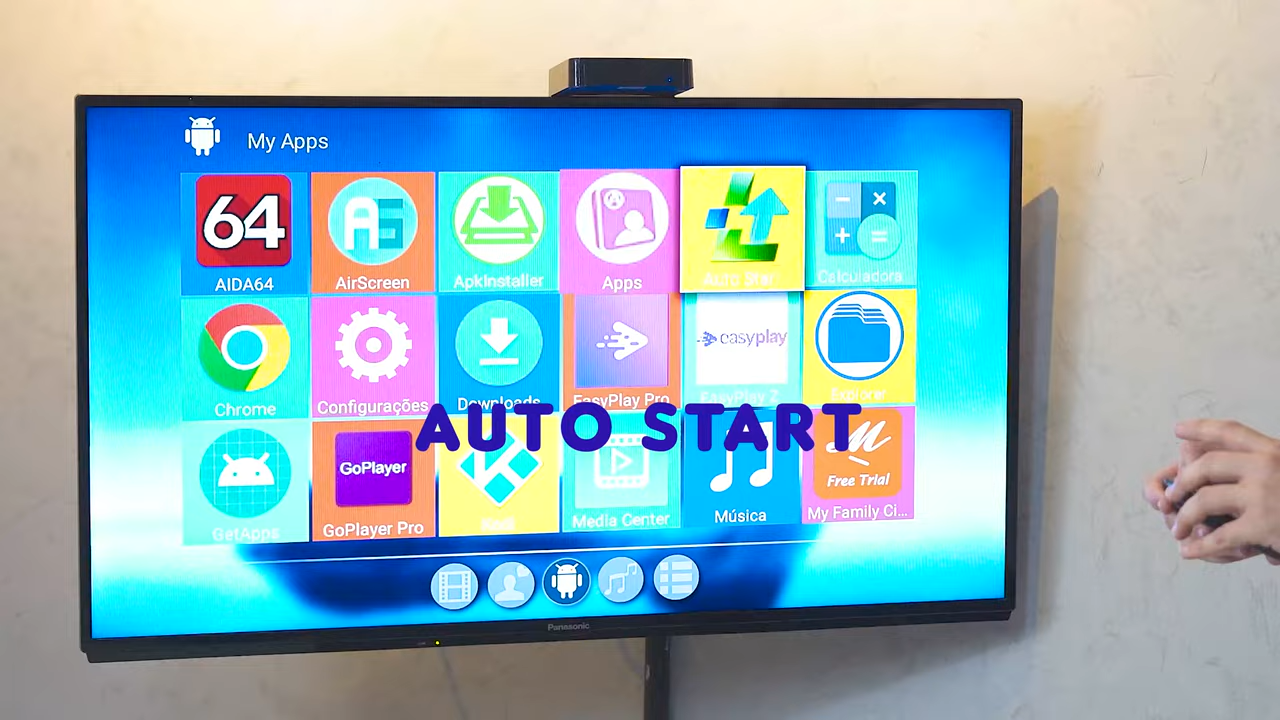 My Apps
64
AS
A
AIDA64
AirScreen
ApkInstaller
Apps
Auto Start
Calculadora
easyplay
Chrome
Configurações
Downloads
EasyPlay Pro
EasyPlay Z
Explorer
AUTO START
GoPlayer
Free Trial
GetApps
GoPlayer Pro
Kodi
Media Center
Música
My Family Ci...
Panasonic